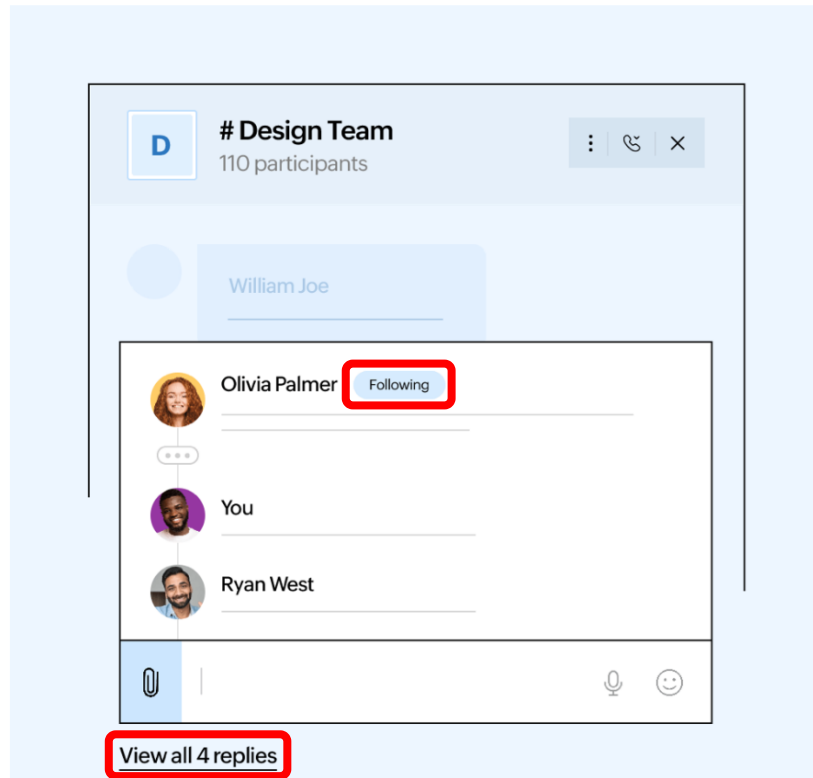 D
# Design Team
110 participants
William Joe
Olivia Palmer Following
You
Ryan West
View all 4 replies